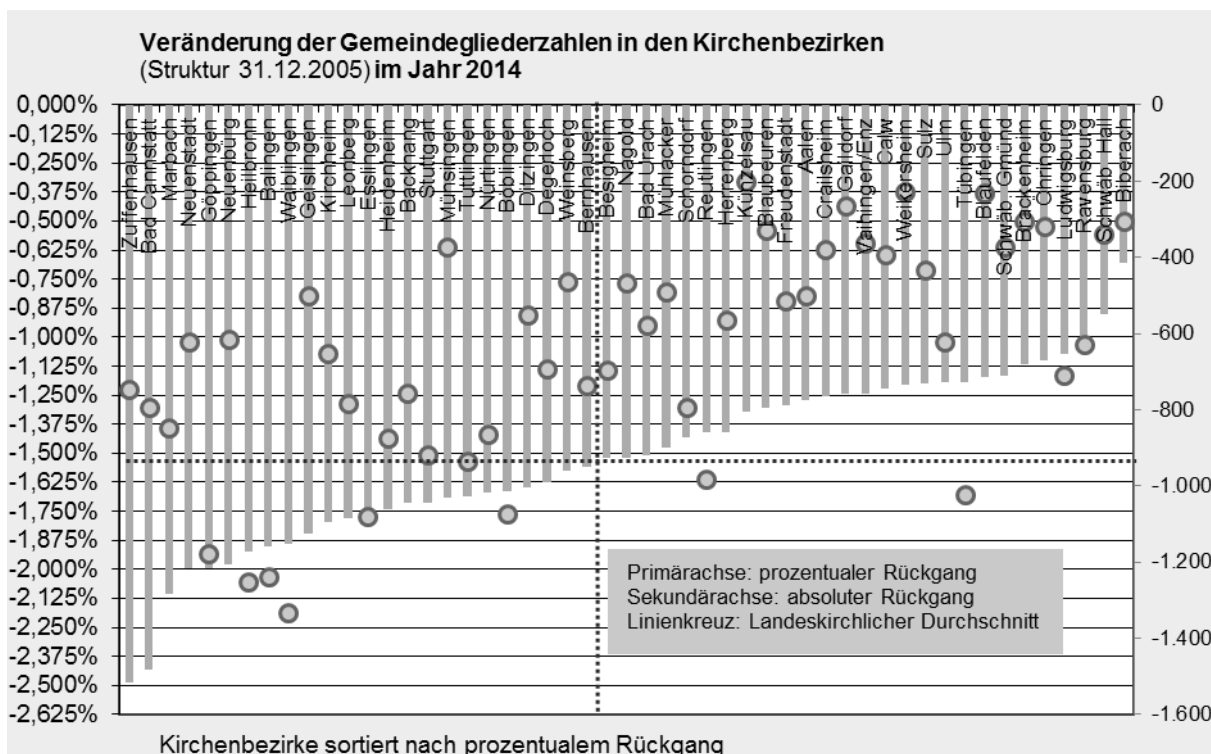 Veränderung der Gemeindegliederzahlen in den Kirchenbezirken
(Struktur 31.12.2005) im Jahr 2014
0,000%
-0,125%
-0,250%
-0,375%
-0,500%
-0,625%
-0,750%
-0,875%
-1,000%
-1,125%
-1,250%
-1,375%
-1,500%
-1,625%
-1,750%
-1,875%
-2,000%
-2,125%
-2,250%
-2,375%
-2,500%
-2,625%
Zuffenhausen
Bad Cannstatt
Marbach
Neuenstadt
Göppingen
Neuenbürg
Heilbronn
Balingen
Waiblingen
Geislingen
Kirchheim
Leonberg
Esslingen
Heidenheim
Backnang
Stuttgart
Münsingen
Tuttlingen
Nürtingen
Böblingen
Ditzingen
Degerloch
Weinsberg
Bernhausen
Besigheim
Nagold
Bad Urach
Mühlacker
Schorndorf
Reutlingen
Herrenberg
Künzelsau
Blaubeuren
Freudenstadt
Aalen
Crailsheim
Gaildorf
Vaihingen/Enz
Calw
Weikersheim
Sulz
Ulm
Tübingen
Blaufelden
Schwäb.Gmünd
Brackenheim
Öhringen
Ludwigsburg
Ravensburg
Schwäb. Hall
Biberach
0
-200
-400
-600
-800
-1.000
-1.200
-1.400
-1.600
Primärachse: prozentualer Rückgang
Sekundärachse: absoluter Rückgang
Linienkreuz: Landeskirchlicher Durchschnitt
Kirchenbezirke sortiert nach prozentualem Rückgang